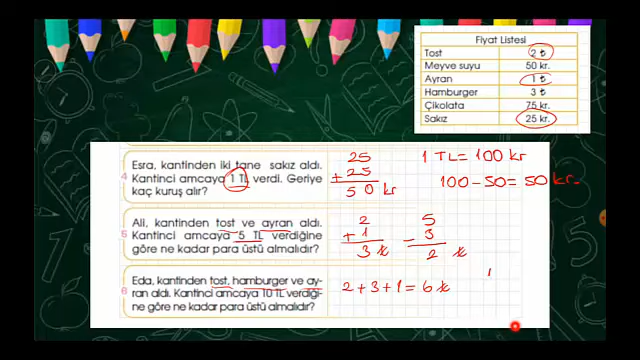 Fiyat Listesi
Tost 2 ₺
Meyve suyu 50 kr.
Ayran 1 ₺
Hamburger 3 ₺
Çikolata 75 kr.
Sakız 25 kr.
4 Esra, kantinden iki tane sakız aldı.
Kantinci amcaya 1 TL verdi. Geriye
kaç kuruş alır?
25
+ 25
50 kr
1 TL = 100 kr
100 - 50 = 50 kr.
5 Ali, kantinden tost ve ayran aldı.
Kantinci amcaya 5 TL verdiğine
göre ne kadar para üstü almalıdır?
2
+ 1
3 ₺
5
- 3
2 ₺
6 Eda, kantinden tost, hamburger ve ay-
ran aldı. Kantinci amcaya 10 TL verdiği-
ne göre ne kadar para üstü almalıdır?
2 + 3 + 1 = 6 ₺